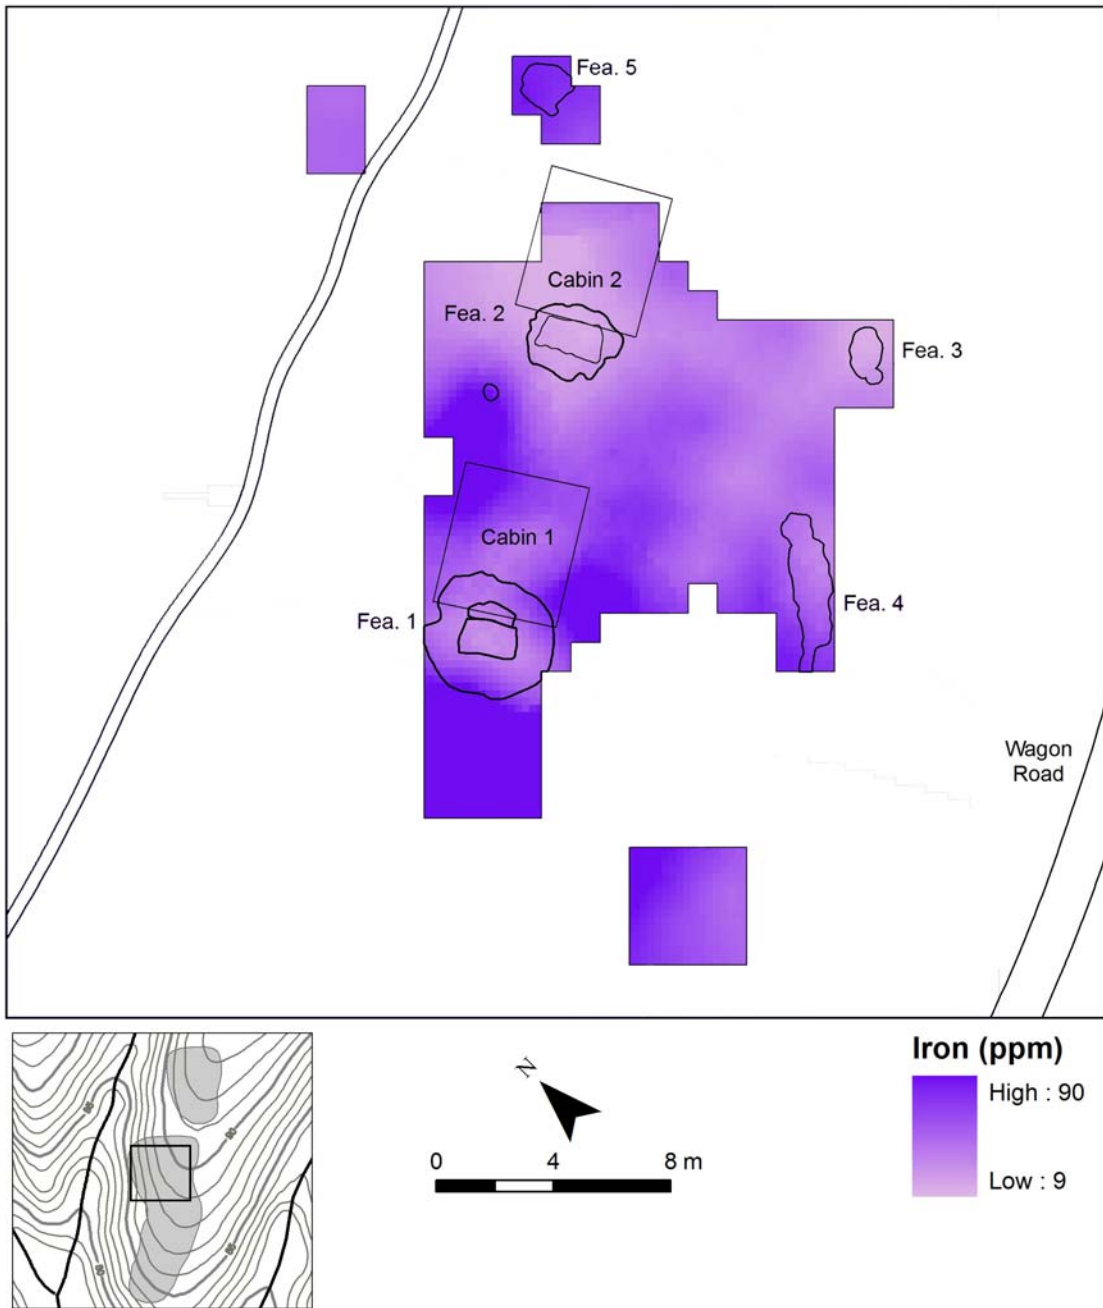 Fea. 5
Cabin 2
Fea. 2
Fea. 3
Cabin 1
Fea. 4
Fea. 1
Wagon
Road
Iron (ppm)
High : 90
Low : 9
N
0 4 8 m